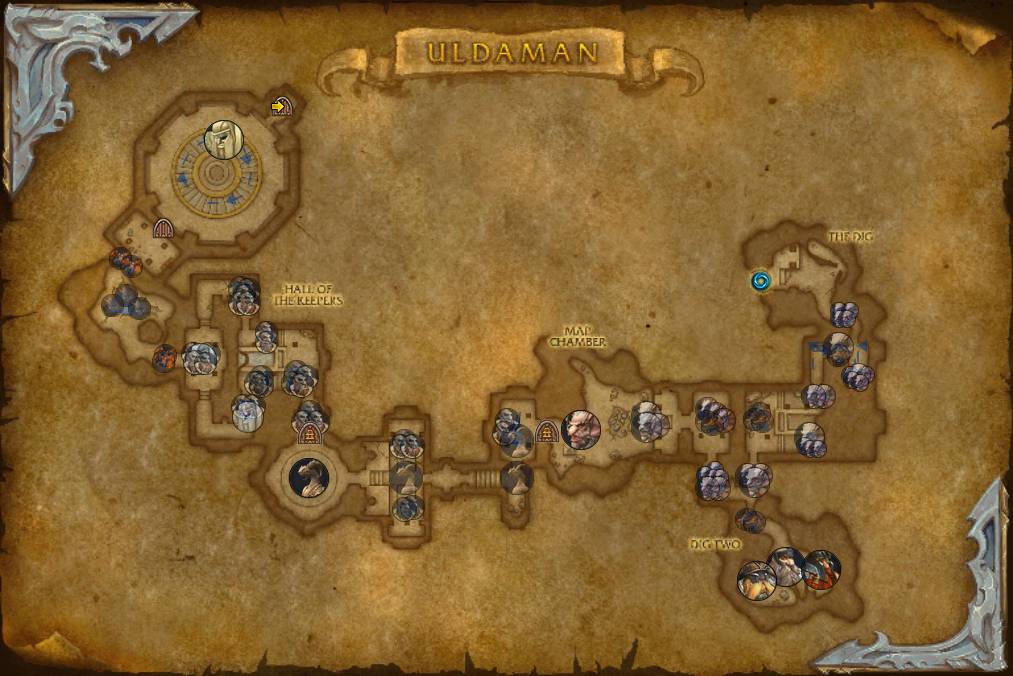 ULDAMAN
THE DIG
HALL OF
THE KEEPERS
MAP
CHAMBER
DIG TWO